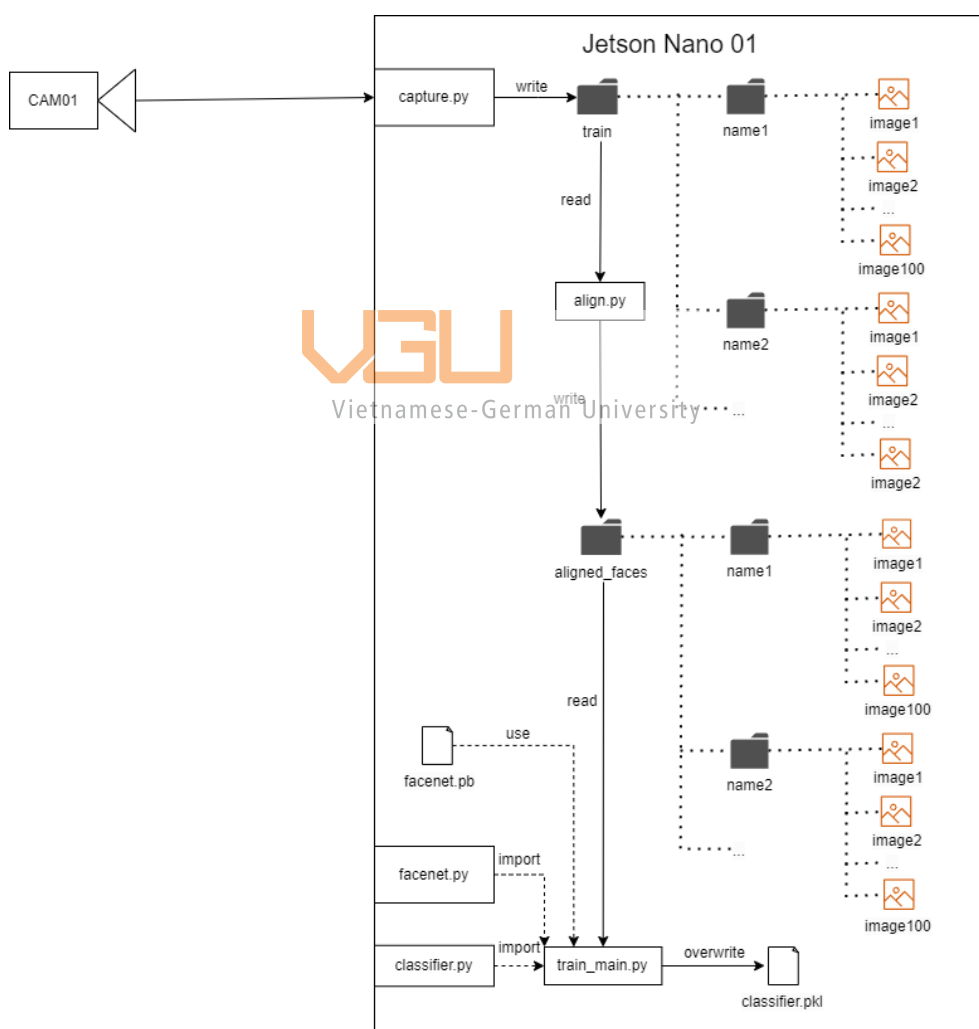 Jetson Nano 01
CAM01
capture.py
write
train
name1
image1
image2
...
image100
read
align.py
name2
image1
image2
...
image2
...
write
VGU
Vietnamese-German University
aligned_faces
name1
image1
image2
...
image100
read
name2
image1
image2
...
image100
...
facenet.pb
use
facenet.py
import
classifier.py
import
train_main.py
overwrite
classifier.pkl